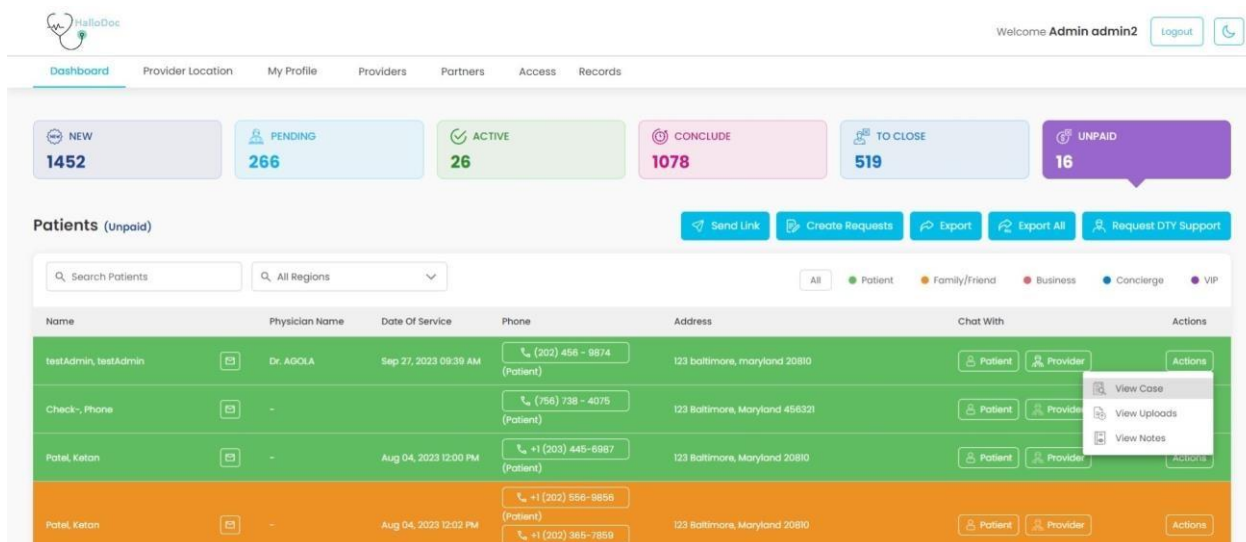 HalloDoc
Welcome Admin admin2 Logout
Dashboard Provider Location My Profile Providers Partners Access Records
NEW PENDING ACTIVE CONCLUDE TO CLOSE UNPAID
1452 266 26 1078 519 16
Patients (Unpaid) Send Link Create Requests Export Export All Request DTY Support
Search Patients All Regions All Patient Family/Friend Business Concierge VIP
Name Physician Name Date Of Service Phone Address Chat With Actions
testAdmin, testAdmin Dr. AGOLA Sep 27, 2023 09:39 AM (202) 456 - 9874 123 baltimore, maryland 20810 Patient Provider Actions
(Patient)
View Case
Check-, Phone - (756) 738 - 4075 123 Baltimore, Maryland 456321 Patient Provider View Uploads
(Patient)
View Notes
Patel, Ketan - Aug 04, 2023 12:00 PM +1 (203) 445-6987 123 Baltimore, Maryland 20810 Patient Provider Actions
(Patient)
+1 (202) 556-9856
(Patient)
Patel, Ketan - Aug 04, 2023 12:02 PM 123 Baltimore, Maryland 20810 Patient Provider Actions
+1 (202) 365-7859